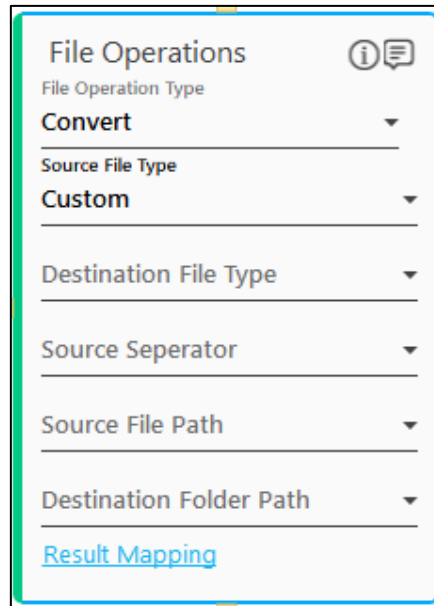 File Operations
File Operation Type
Convert
Source File Type
Custom
Destination File Type
Source Seperator
Source File Path
Destination Folder Path
Result Mapping